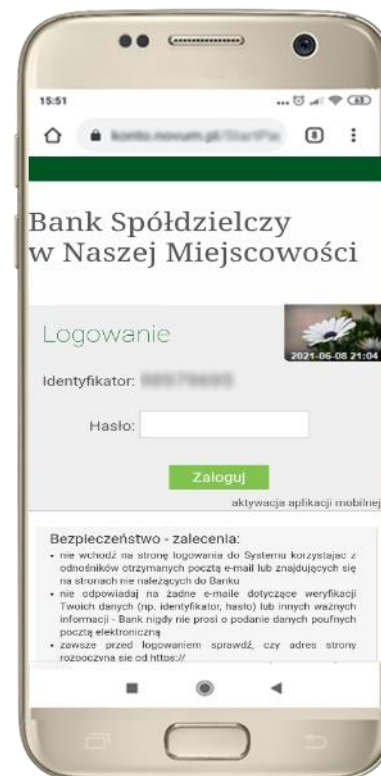 15:51
63
8
Bank Spółdzielczy
w Naszej Miejscowości
Logowanie
2021-06-08 21:04
Identyfikator:
Hasło:
Zaloguj
aktywacja aplikacji mobilnej
Bezpieczeństwo - zalecenia:
• nie wchodź na stronę logowania do Systemu korzystając z
odnośników otrzymanych pocztą e-mail lub znajdujących się
na stronach nie należących do Banku
• nie odpowiadaj na żadne e-maile dotyczące weryfikacji
Twoich danych (np. identyfikator, hasło) lub innych ważnych
informacji - Bank nigdy nie prosi o podanie danych poufnych
pocztą elektroniczną
• zawsze przed logowaniem sprawdź, czy adres strony
rozpoczyna się od https://